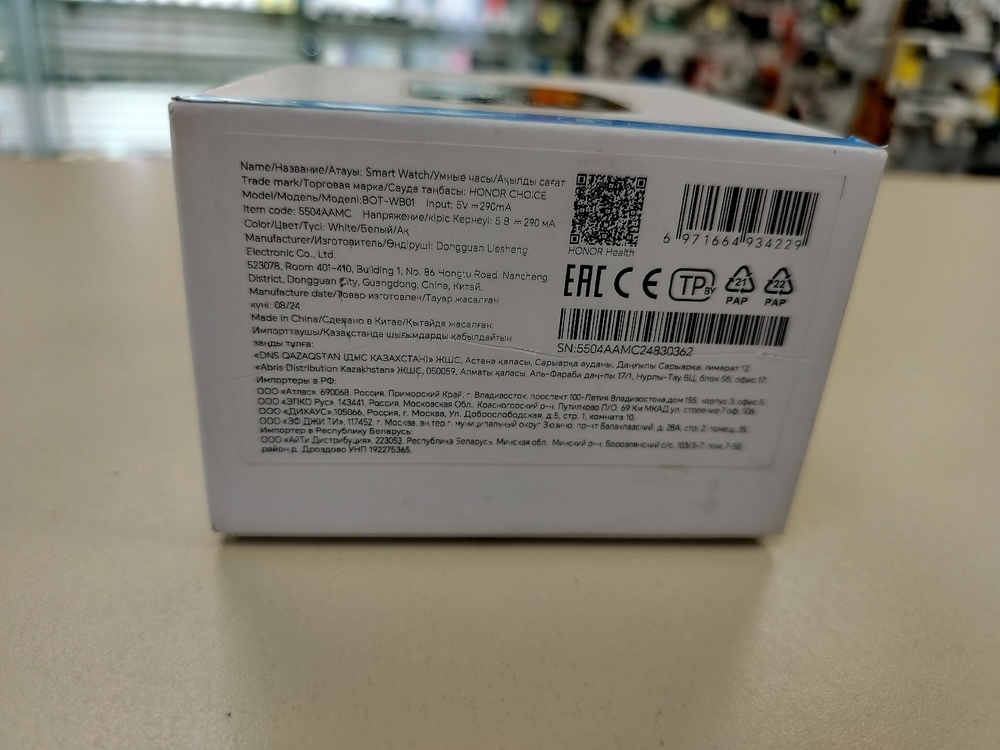 Name/Название/Атауы: Smart Watch/Умные часы/Ақылды сағат
Trade mark/Торговая марка/Сауда таңбасы: HONOR CHOICE
Model/Модель/Моделі:BOT-WB01 Input: 5V⎓290mA
Item code: 5504AAMC Напряжение/кіріс Кернеуі: 5 В ⎓ 290 мА
Color/Цвет/Түсі: White/Белый/Ақ
Manufacturer/Изготовитель/Өндіруші: Dongguan Liesheng
Electronic Co., Ltd.
523078, Room 401-410, Building 1, No. 86 Hongtu Road, Nancheng
District, Dongguan City, Guangdong, China, Китай.
Manufacture date/Товар изготовлен/Тауар жасалған
күні: 08/24
Made in China/Сделано в Китае/Қытайда жасалған.
Импорттаушы/Қазақстанда шығымдарды қабылдайтын
заңды тұлға:
«DNS QAZAQSTAN (ДНС КАЗАХСТАН)» ЖШС, Астана қаласы, Сарыарқа ауданы, Даңғылы Сарыарқа, ғимарат 12,
«Abris Distribution Kazakhstan» ЖШС, 050059, Алматы қаласы, Аль-Фараби даң-лы 17/1, Нурлы-Тау БЦ, блок 5б, офис 17.
Импортеры в РФ:
ООО «Атлас», 690068, Россия, Приморский Край, г. Владивосток, проспект 100-Летия Владивостока,дом 155, корпус 3, офис 5.
ООО «ЭЛКО Рус», 143441, Россия, Московская Обл., Красногорский р-н, Путилково П/О, 69 Км МКАД ул, строение 7 оф. 506.
ООО «ДИХАУС»,105066, Россия, г. Москва, Ул. Доброслободская, д.5, стр. 1, комната 10.
ООО «ЭФ ДЖИ ТИ», 117452, г. Москва, вн.тер.г. муниципальный округ Зюзино, пр-кт Балаклавский, д. 28А, стр. 2, помещ. 35.
Импортер в Республику Беларусь:
ООО «АйТи Дистрибуция», 223053, Республика Беларусь, Минская обл., Минский р-н, Боровлянский с/с, 103/3-7, пом. 7-50,
район д. Дроздово УНП 192275365.
HONOR Health
6 971664 934229
EAC CE TP BY 21 PAP 22 PAP
SN:5504AAMC24830362